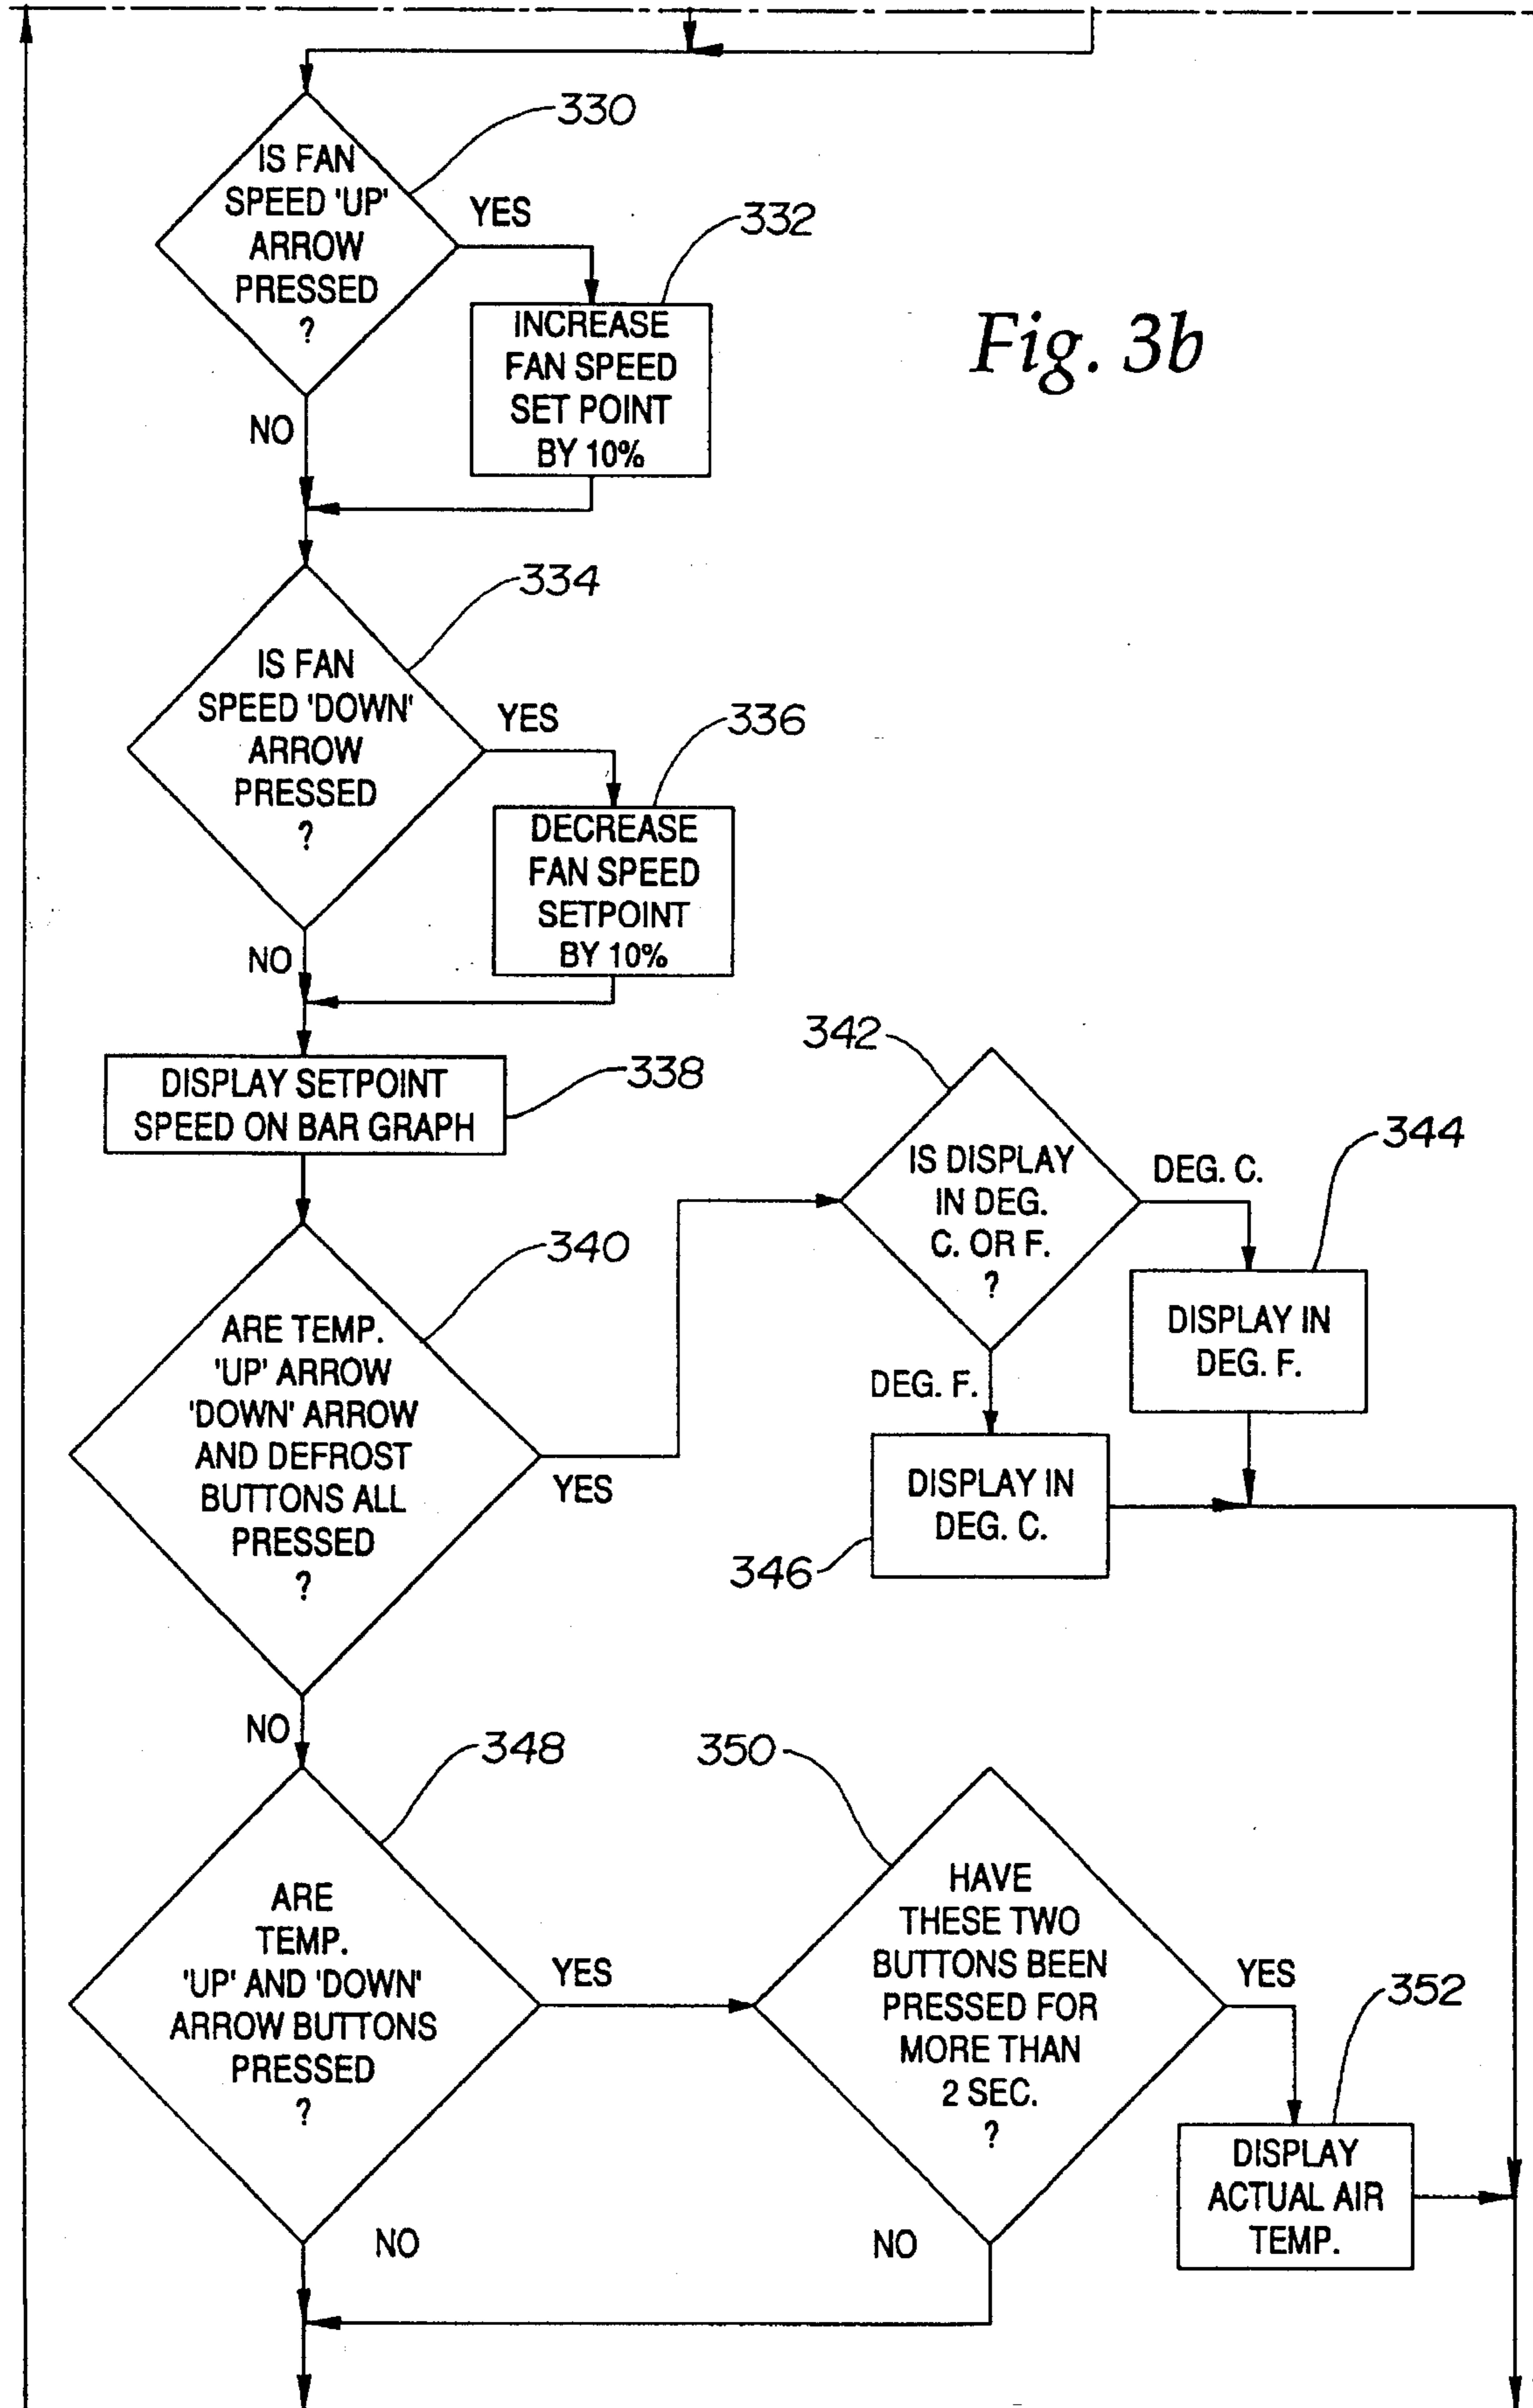 330
IS FAN
SPEED 'UP'
ARROW
PRESSED
?
YES
NO
332
INCREASE
FAN SPEED
SET POINT
BY 10%
Fig. 3b
334
IS FAN
SPEED 'DOWN'
ARROW
PRESSED
?
YES
NO
336
DECREASE
FAN SPEED
SETPOINT
BY 10%
338
DISPLAY SETPOINT
SPEED ON BAR GRAPH
340
ARE TEMP.
'UP' ARROW
'DOWN' ARROW
AND DEFROST
BUTTONS ALL
PRESSED
?
YES
NO
342
IS DISPLAY
IN DEG.
C. OR F.
?
DEG. C.
DEG. F.
344
DISPLAY IN
DEG. F.
346
DISPLAY IN
DEG. C.
348
ARE
TEMP.
'UP' AND 'DOWN'
ARROW BUTTONS
PRESSED
?
YES
NO
350
HAVE
THESE TWO
BUTTONS BEEN
PRESSED FOR
MORE THAN
2 SEC.
?
YES
NO
352
DISPLAY
ACTUAL AIR
TEMP.